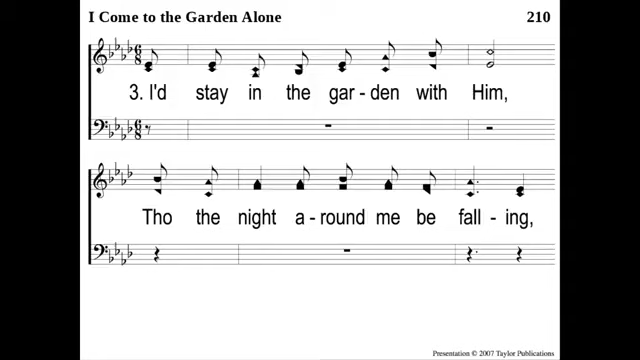 I Come to the Garden Alone 210
3. I'd stay in the gar - den with Him,
Tho the night a - round me be fall - ing,
Presentation © 2007 Taylor Publications